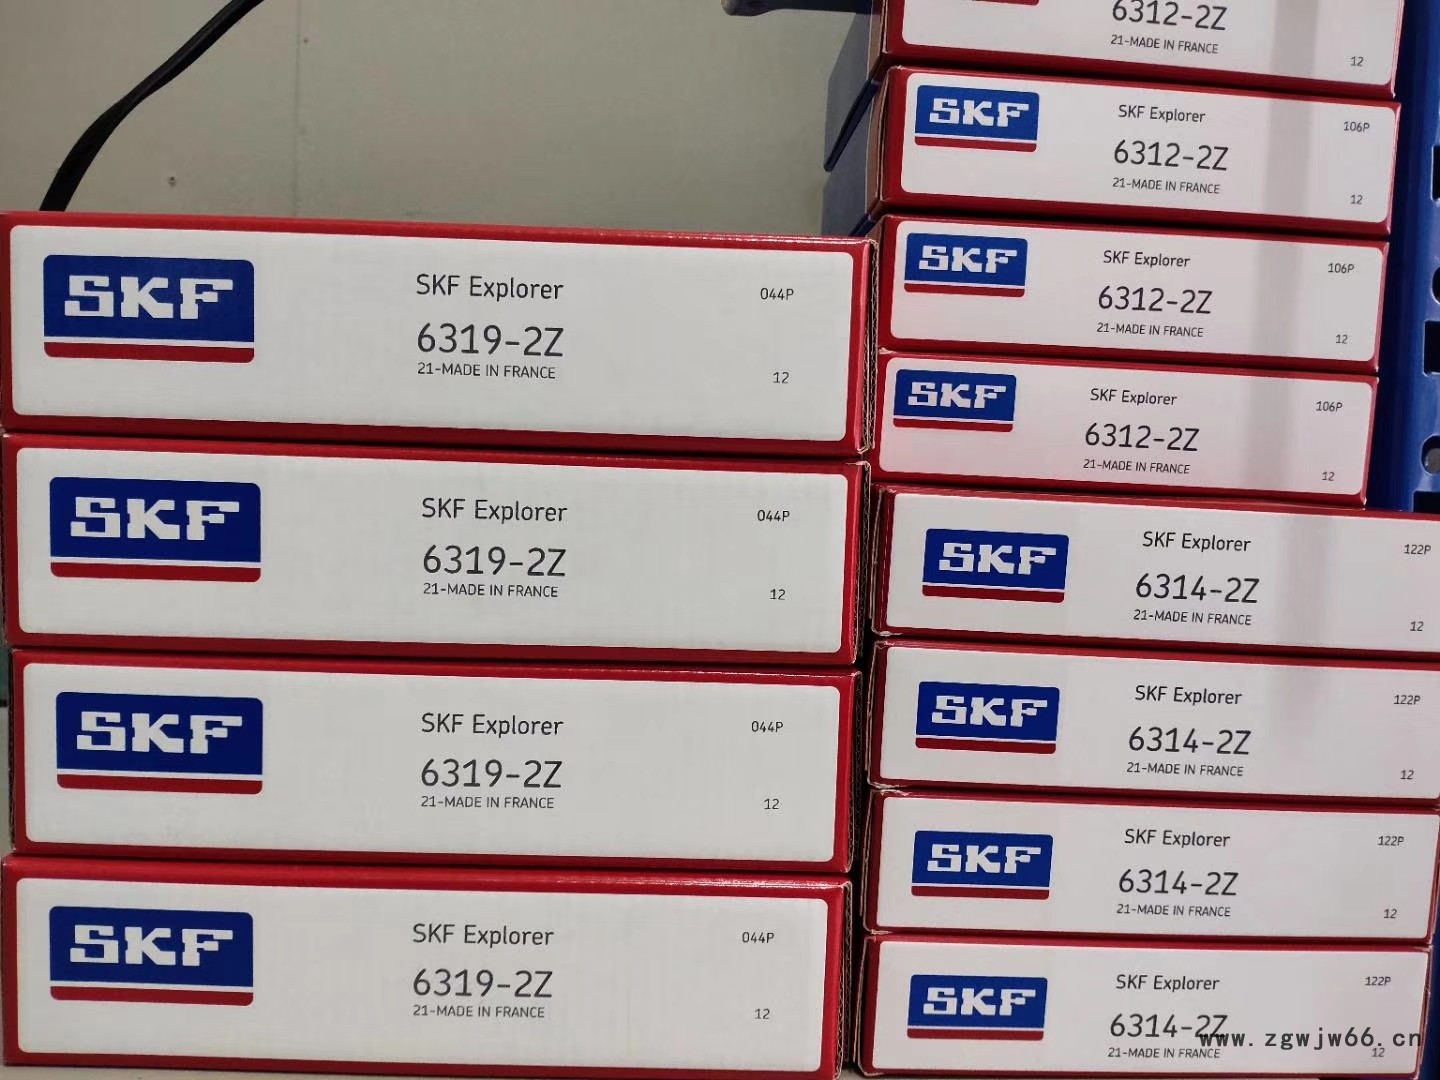 SKF
SKF Explorer
044P
6319-2Z
21-MADE IN FRANCE
12
SKF
SKF Explorer
044P
6319-2Z
21-MADE IN FRANCE
12
SKF
SKF Explorer
044P
6319-2Z
21-MADE IN FRANCE
12
SKF
SKF Explorer
044P
6319-2Z
21-MADE IN FRANCE
12
6312-2Z
21-MADE IN FRANCE
12
SKF
SKF Explorer
106P
6312-2Z
21-MADE IN FRANCE
12
SKF
SKF Explorer
106P
6312-2Z
21-MADE IN FRANCE
12
SKF
SKF Explorer
106P
6312-2Z
21-MADE IN FRANCE
12
SKF
SKF Explorer
122P
6314-2Z
21-MADE IN FRANCE
12
SKF
SKF Explorer
122P
6314-2Z
21-MADE IN FRANCE
12
SKF
SKF Explorer
122P
6314-2Z
21-MADE IN FRANCE
12
SKF
SKF Explorer
122P
6314-2Z
21-MADE IN FRANCE
12
www.zgwjw66.cn